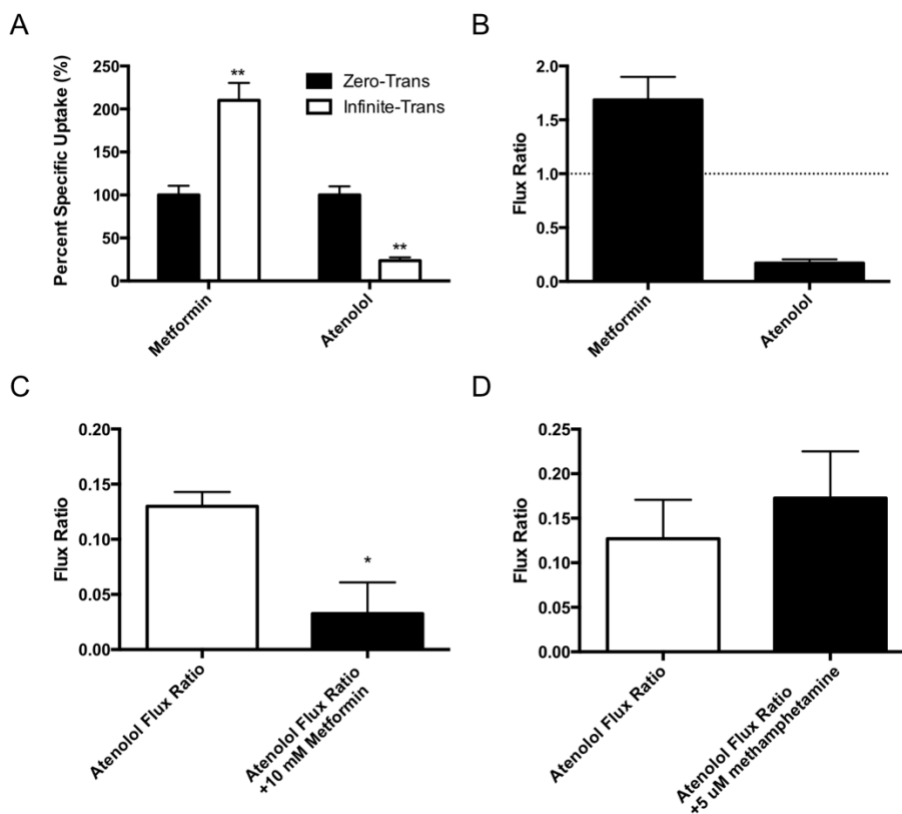 A
Percent Specific Uptake (%)
250
200
150
100
50
0
**
**
Zero-Trans
Infinite-Trans
Metformin
Atenolol
B
Flux Ratio
2.0
1.5
1.0
0.5
0.0
Metformin
Atenolol
C
Flux Ratio
0.20
0.15
0.10
0.05
0.00
*
Atenolol Flux Ratio
Atenolol Flux Ratio
+10 mM Metformin
D
Flux Ratio
0.25
0.20
0.15
0.10
0.05
0.00
Atenolol Flux Ratio
Atenolol Flux Ratio
+5 uM methamphetamine